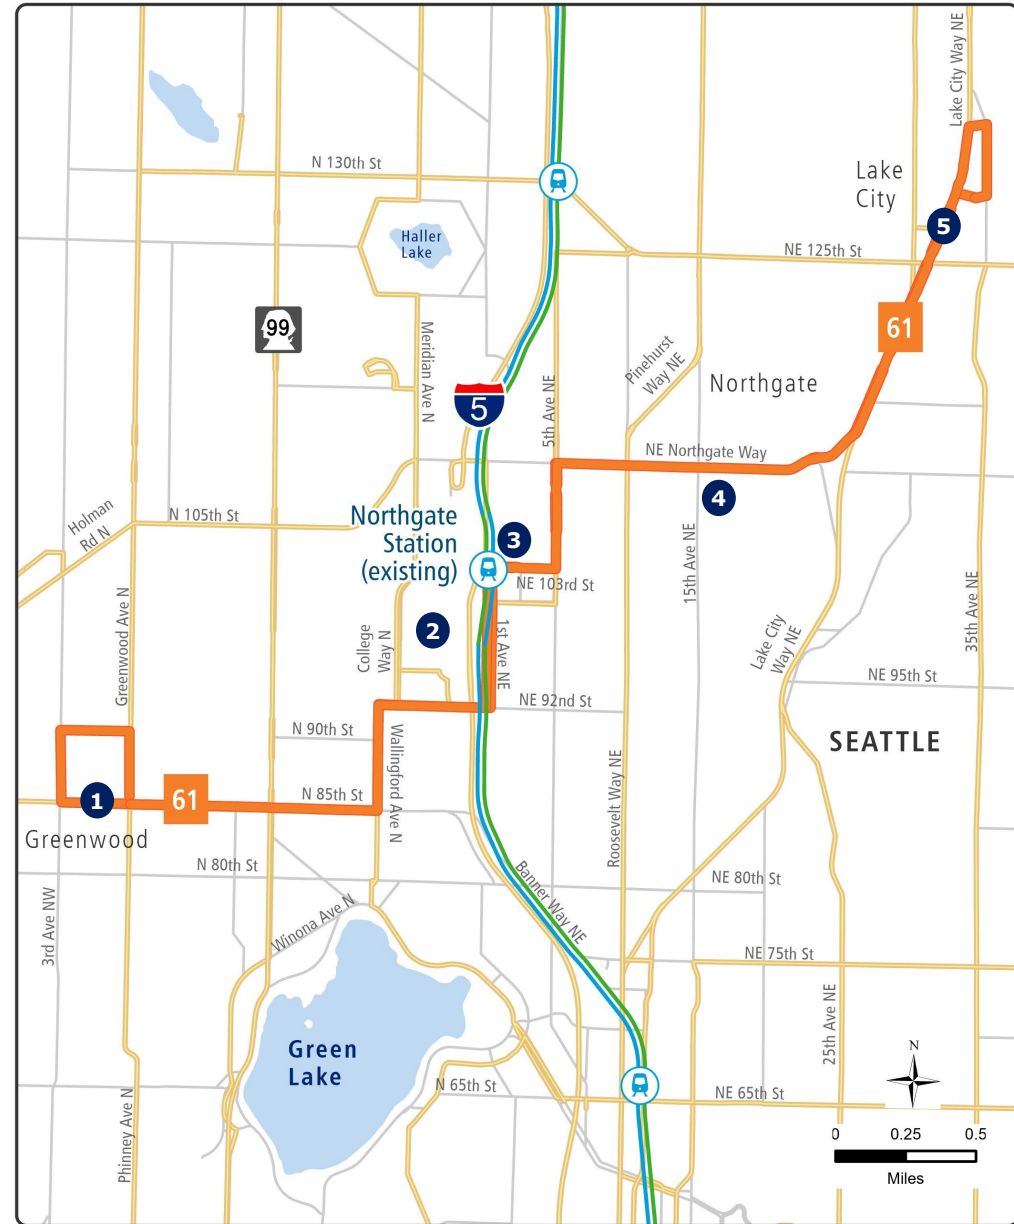 Lake City Way NE
N 130th St
Lake
City
5
Haller
Lake
NE 125th St
99
61
Meridian Ave N
Pinehurst
Way NE
5
5th Ave NE
Northgate
NE Northgate Way
4
Holman
Rd N
N 105th St
Northgate
Station
(existing)
3
NE 103rd St
15th Ave NE
35th Ave NE
Greenwood Ave N
College
Way N
2
1st Ave NE
Lake City
Way NE
NE 95th St
NE 92nd St
N 90th St
Wallingford Ave N
SEATTLE
Roosevelt Way NE
1
61
N 85th St
Greenwood
N 80th St
NE 80th St
Banner Way NE
3rd Ave NW
Winona Ave N
NE 75th St
25th Ave NE
Green
Lake
N 65th St
NE 65th St
Phinney Ave N
N
0 0.25 0.5
Miles